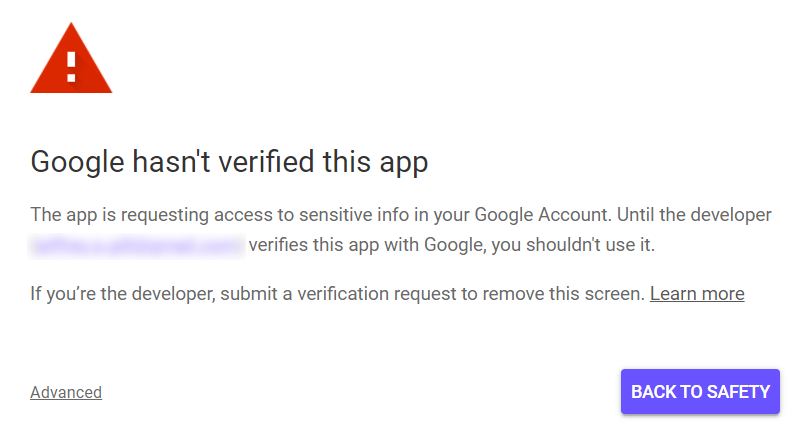 Google hasn't verified this app
The app is requesting access to sensitive info in your Google Account. Until the developer
verifies this app with Google, you shouldn't use it.
If you’re the developer, submit a verification request to remove this screen. Learn more
Advanced
BACK TO SAFETY